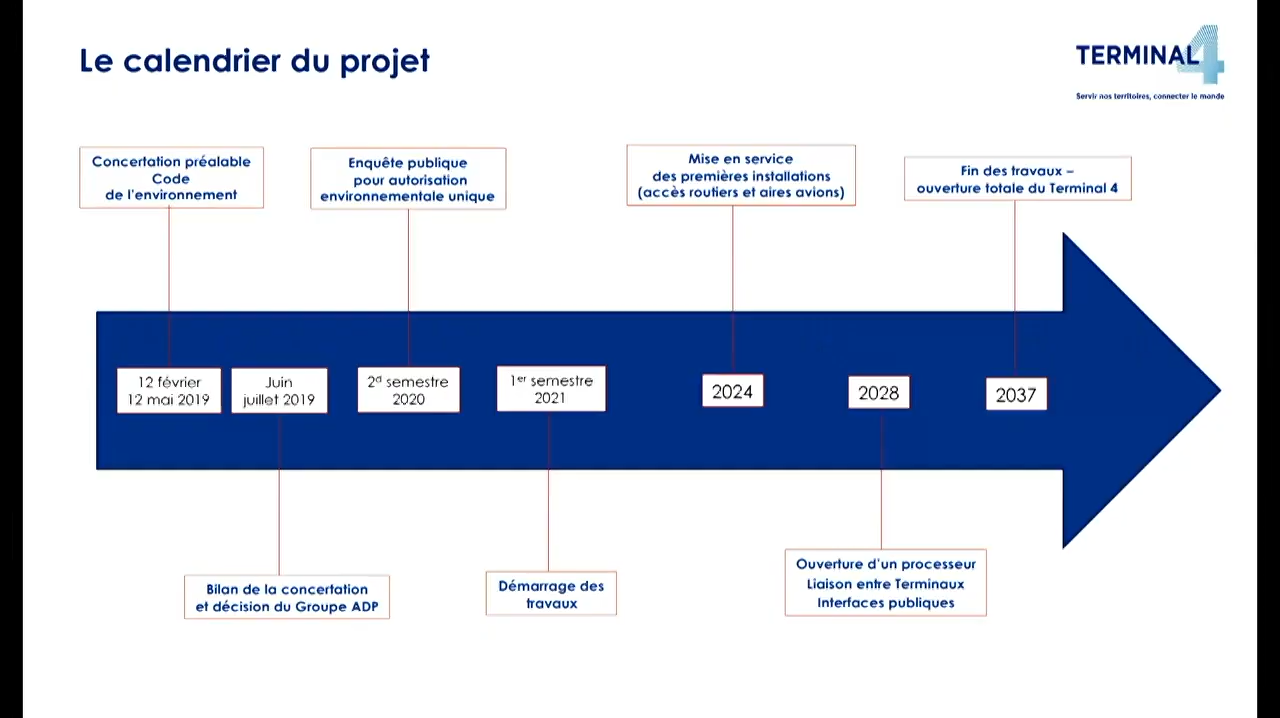 Le calendrier du projet
TERMINAL 4
Servir nos territoires, connecter le monde
Concertation préalable
Code
de l'environnement
Enquête publique
pour autorisation
environnementale unique
Mise en service
des premières installations
(accès routiers et aires avions)
Fin des travaux –
ouverture totale du Terminal 4
12 février
12 mai 2019
Juin
juillet 2019
2d semestre
2020
1er semestre
2021
2024
2028
2037
Bilan de la concertation
et décision du Groupe ADP
Démarrage des
travaux
Ouverture d'un processeur
Liaison entre Terminaux
Interfaces publiques